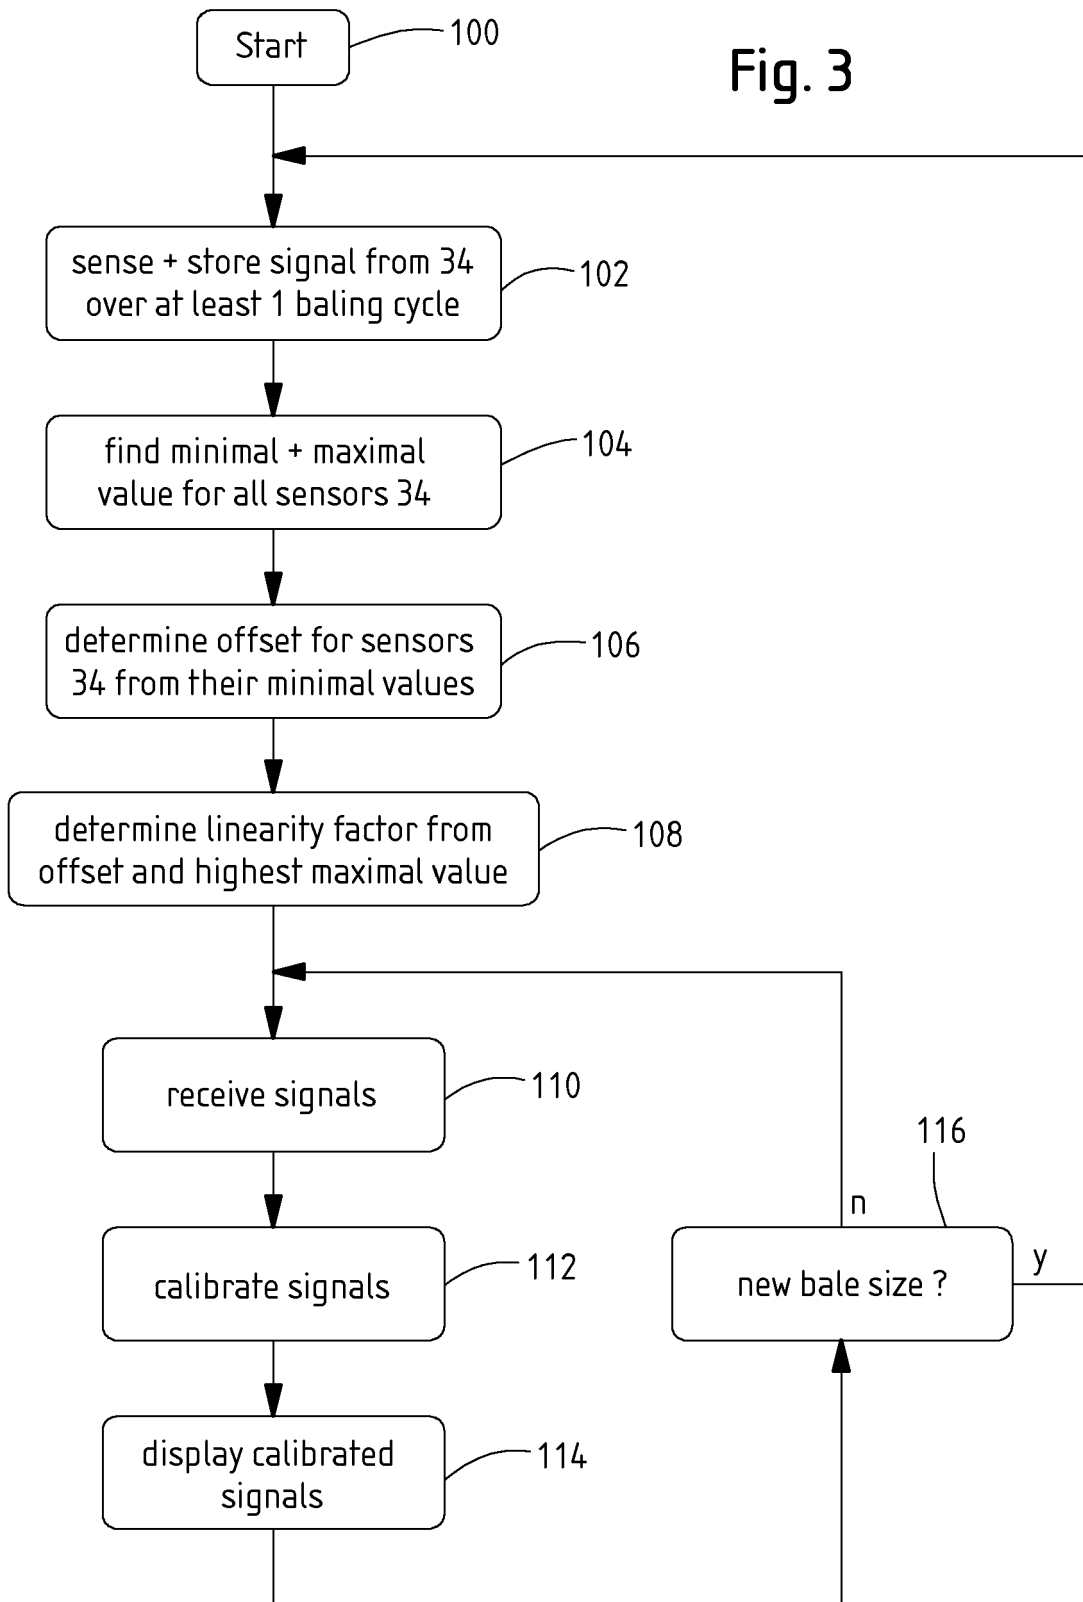 Start
100
Fig. 3
sense + store signal from 34
over at least 1 baling cycle
102
find minimal + maximal
value for all sensors 34
104
determine offset for sensors
34 from their minimal values
106
determine linearity factor from
offset and highest maximal value
108
receive signals
110
116
n
calibrate signals
112
new bale size ?
y
display calibrated
signals
114